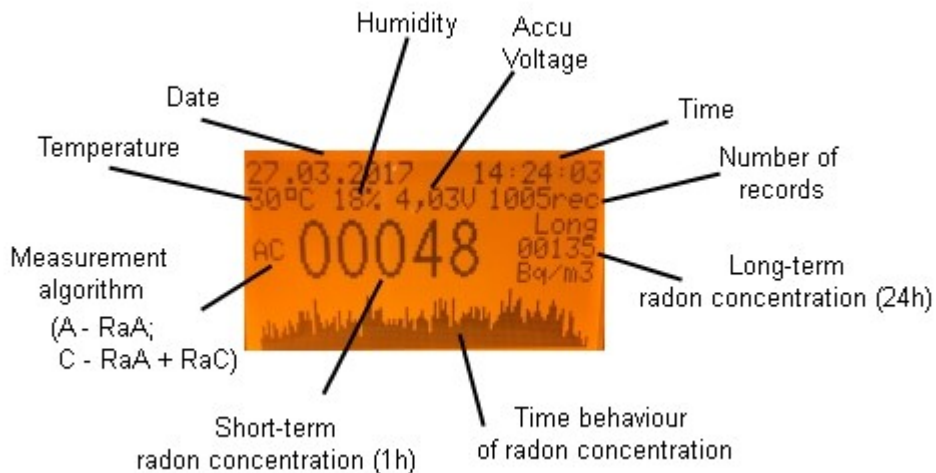 Humidity
Accu
Voltage
Date
Time
Temperature
Number of
records
27.03.2017 14:24:03
30°C 18% 4,03V 1005rec
Long
AC 00048 00135
Bq/m3
Measurement
algorithm
(A - RaA;
C - RaA + RaC)
Long-term
radon concentration (24h)
Short-term
radon concentration (1h)
Time behaviour
of radon concentration